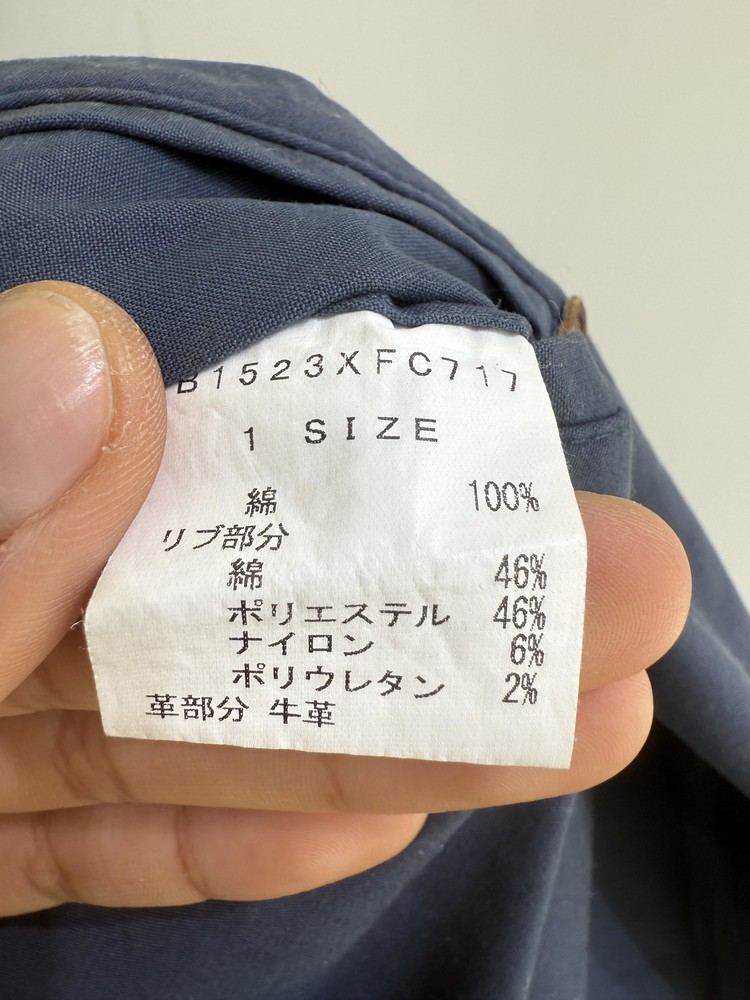 B1523XFC717
1 SIZE
綿 100%
リブ部分
綿 46%
ポリエステル 46%
ナイロン 6%
ポリウレタン 2%
革部分 牛革